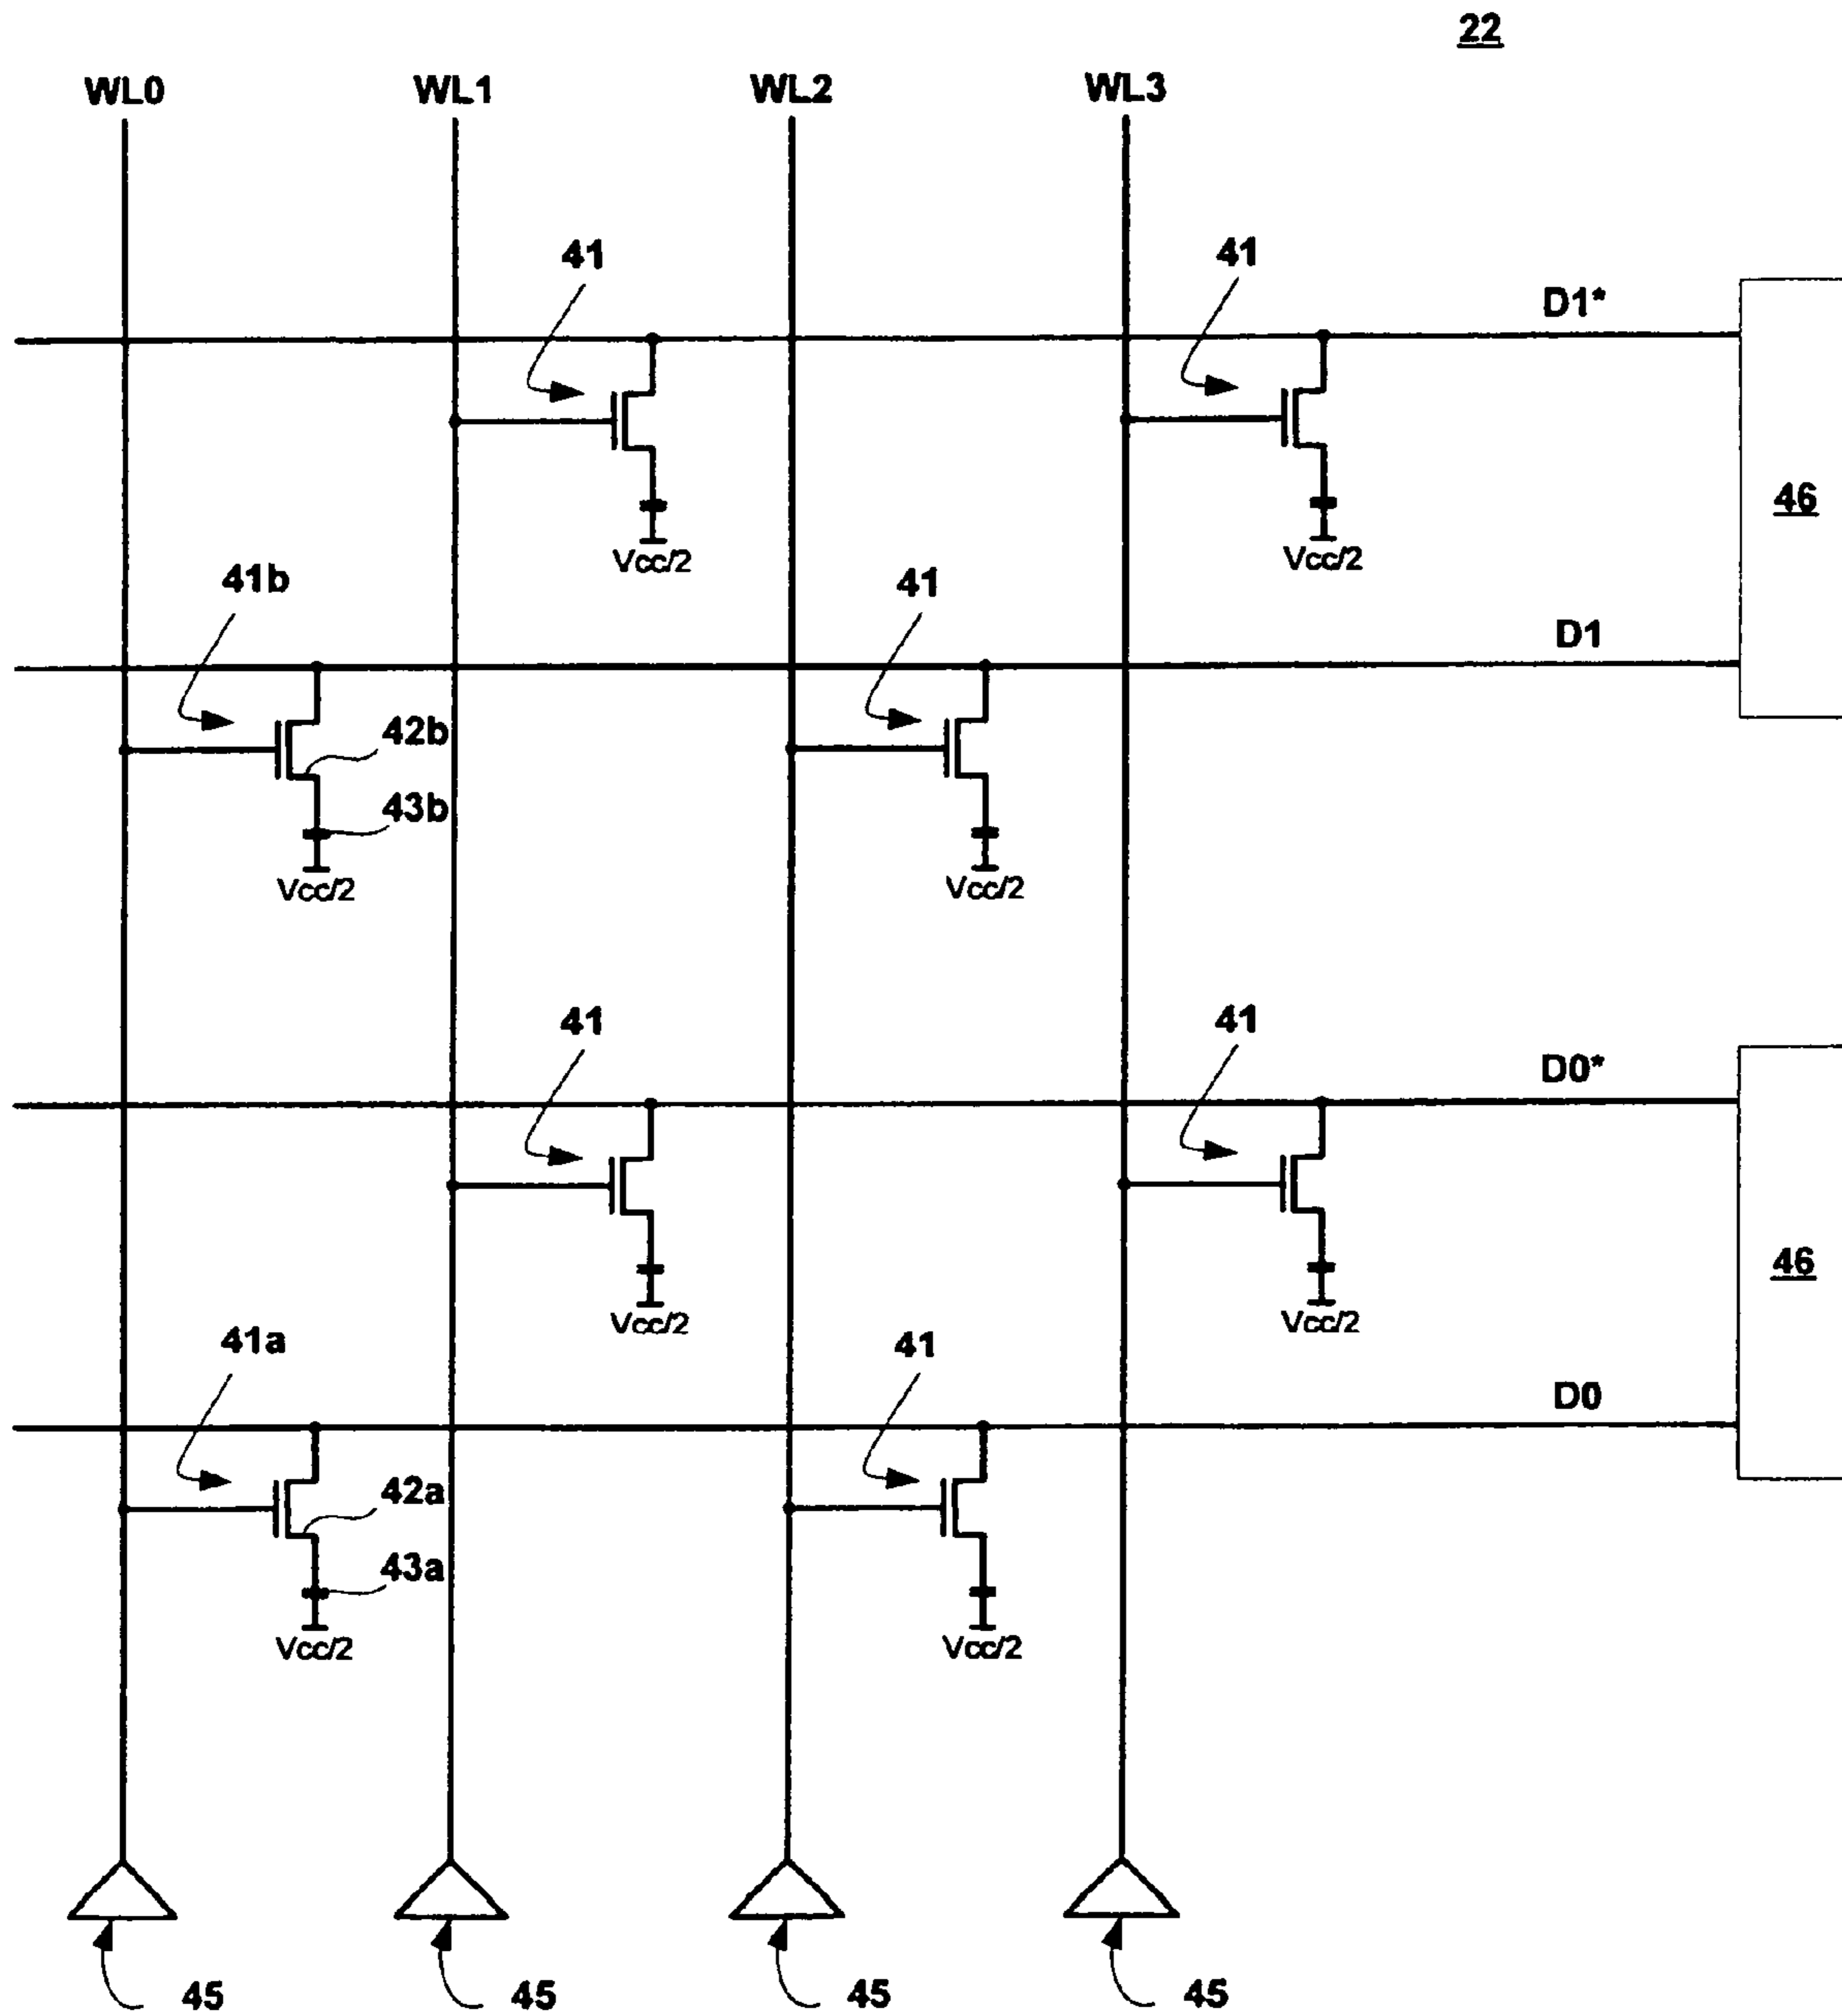 22
WL0 WL1 WL2 WL3
41 41
D1*
46
Vcc/2 Vcc/2
41b 41
D1
42b
43b
Vcc/2 Vcc/2
41 41
D0*
46
Vcc/2 Vcc/2
41a 41
D0
42a
43a
Vcc/2 Vcc/2
45 45 45 45